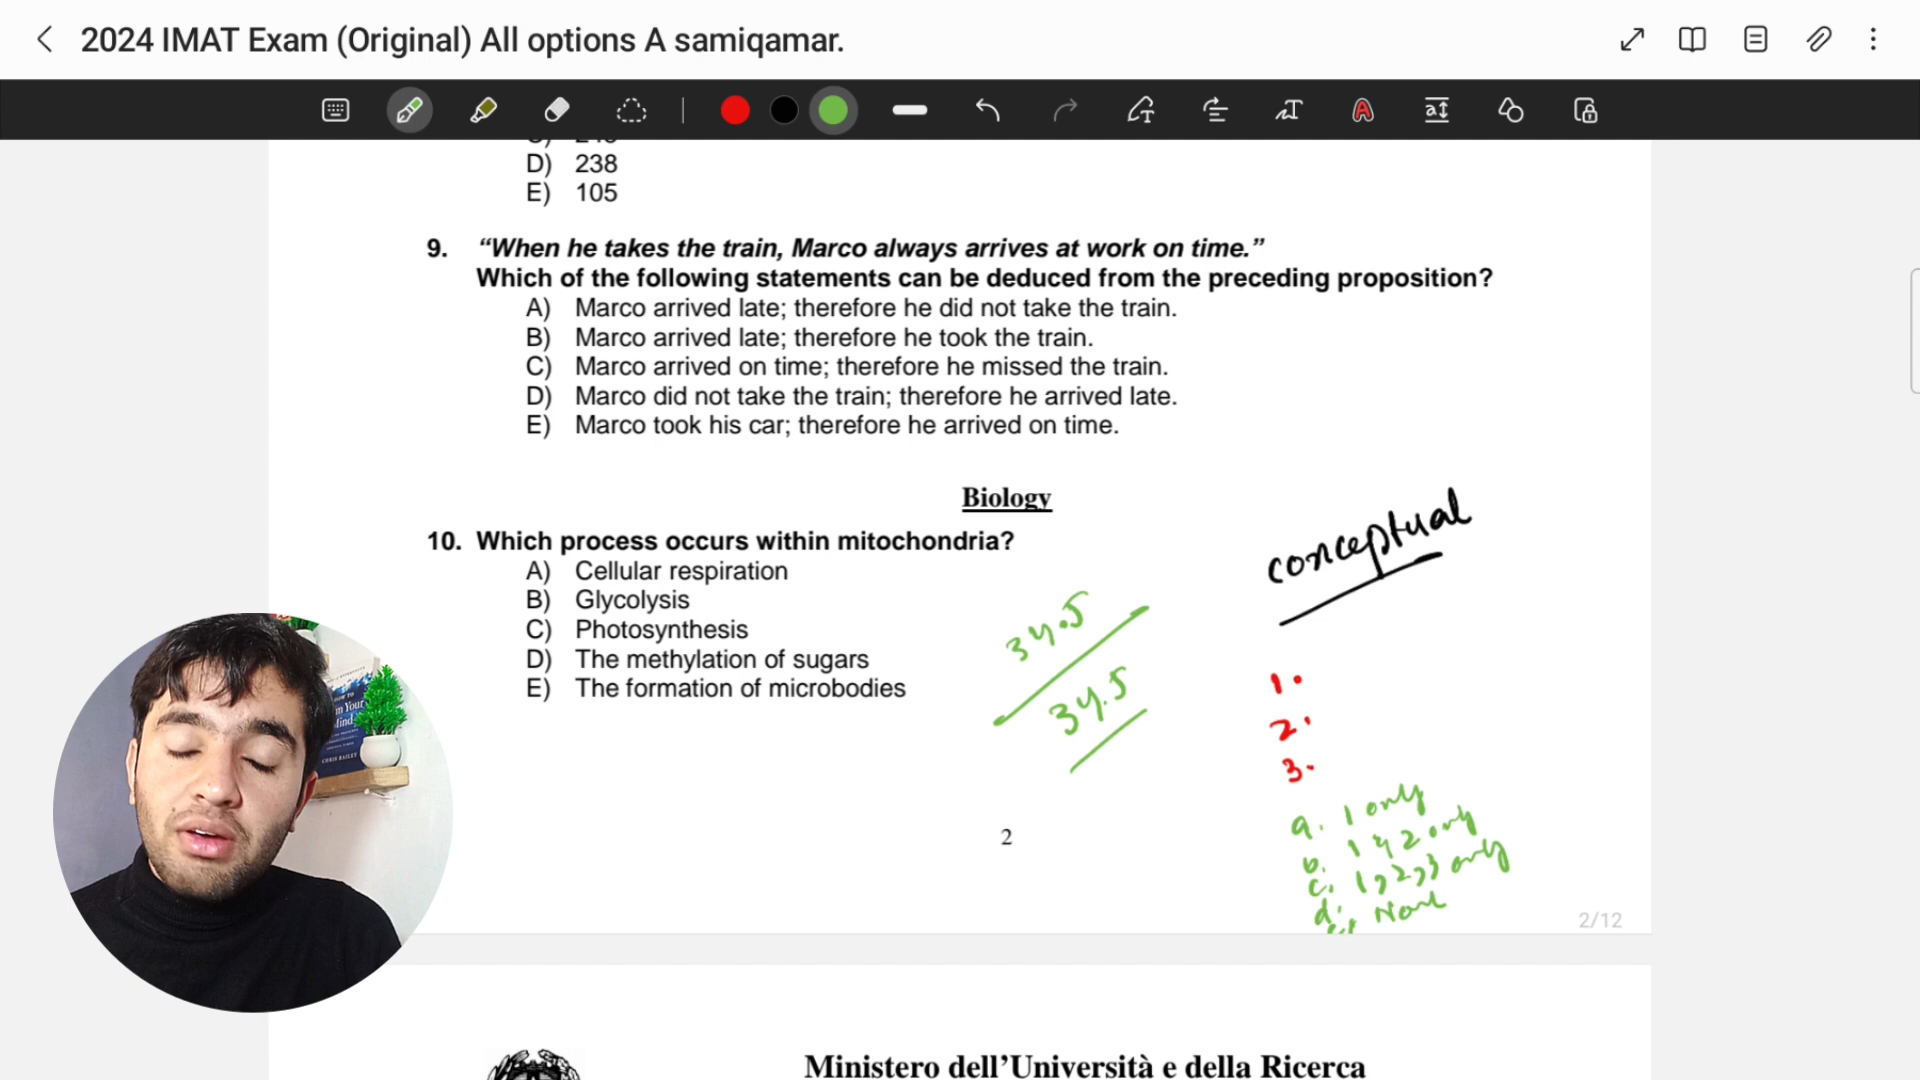 2024 IMAT Exam (Original) All options A samiqamar.
D) 238
E) 105
9. “When he takes the train, Marco always arrives at work on time.”
Which of the following statements can be deduced from the preceding proposition?
A) Marco arrived late; therefore he did not take the train.
B) Marco arrived late; therefore he took the train.
C) Marco arrived on time; therefore he missed the train.
D) Marco did not take the train; therefore he arrived late.
E) Marco took his car; therefore he arrived on time.
Biology
10. Which process occurs within mitochondria?
A) Cellular respiration
B) Glycolysis
C) Photosynthesis
D) The methylation of sugars
E) The formation of microbodies
conceptual
34.5
34.5
1.
2.
3.
a. 1 only
b. 1 & 2 only
c. 1, 2, 3 only
d.
2
2/12
CHRIS BAILEY
Ministero dell’Università e della Ricerca